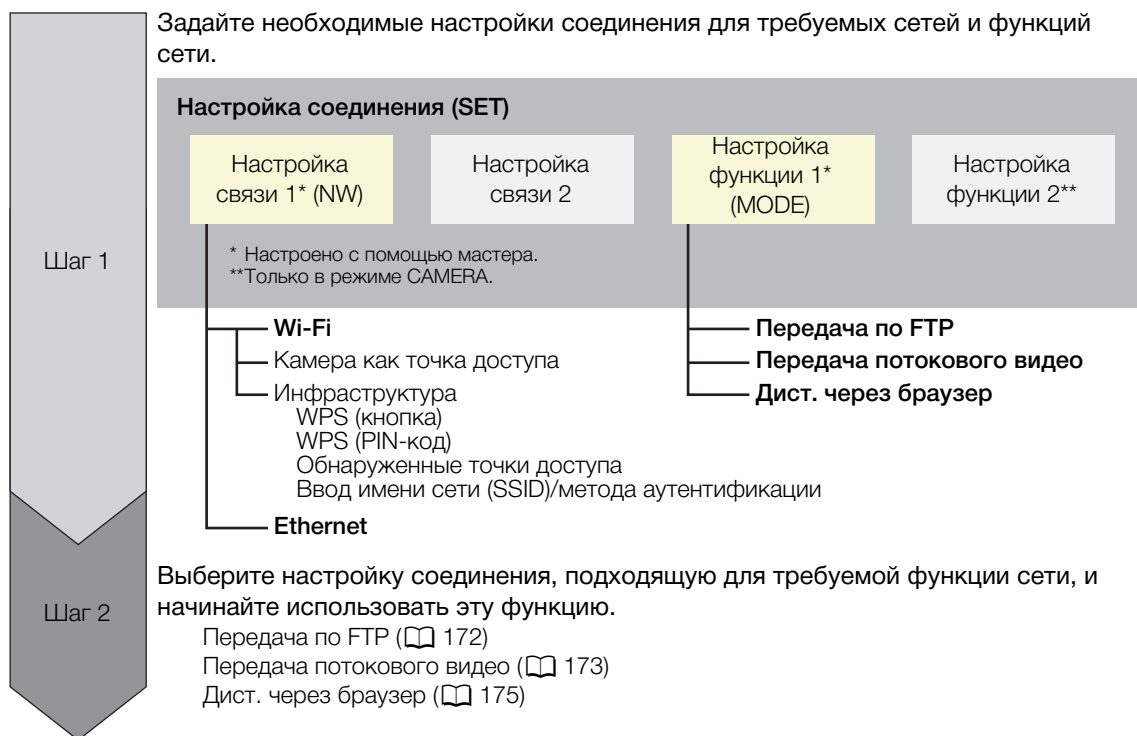 Задайте необходимые настройки соединения для требуемых сетей и функций
сети.
Настройка соединения (SET)
Настройка
связи 1* (NW)
Настройка
связи 2
Настройка
функции 1*
(MODE)
Настройка
функции 2**
* Настроено с помощью мастера.
**Только в режиме CAMERA.
Шаг 1
Wi-Fi
Камера как точка доступа
Инфраструктура
WPS (кнопка)
WPS (PIN-код)
Обнаруженные точки доступа
Ввод имени сети (SSID)/метода аутентификации
Ethernet
Передача по FTP
Передача потокового видео
Дист. через браузер
Шаг 2
Выберите настройку соединения, подходящую для требуемой функции сети, и
начинайте использовать эту функцию.
Передача по FTP (172)
Передача потокового видео (173)
Дист. через браузер (175)